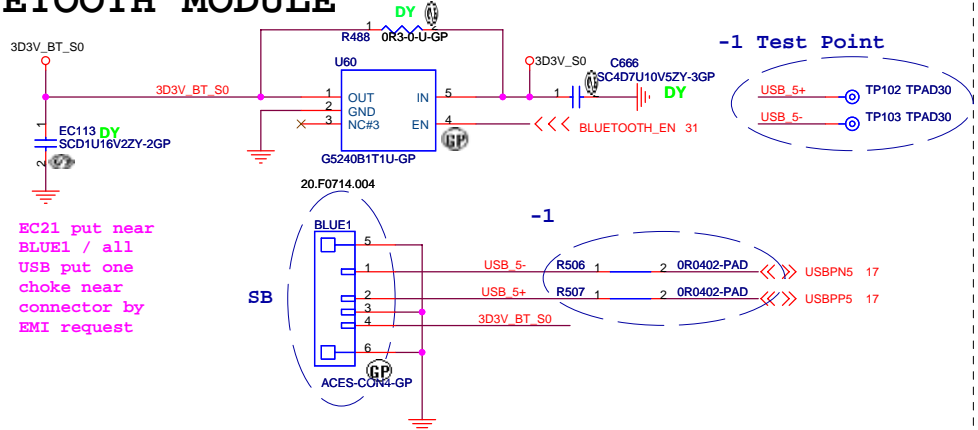 ETOOTH MODULE
DY
1
R488
0R3-0-U-GP
3D3V_BT_S0
U60
3D3V_BT_S0
1 OUT
2 GND
3 NC#3
IN 5
EN 4
G5240B1T1U-GP
GP
3D3V_S0
C666
SC4D7U10V5ZY-3GP
1
DY
BLUETOOTH_EN 31
1
EC113 DY
SCD1U16V2ZY-2GP
2
-1 Test Point
USB_5+ TP102 TPAD30
USB_5- TP103 TPAD30
EC21 put near
BLUE1 / all
USB put one
choke near
connector by
EMI request
20.F0714.004
BLUE1
SB
5
1
2
3
4
6
GP
ACES-CON4-GP
-1
USB_5- R506 1 2 0R0402-PAD USBPN5 17
USB_5+ R507 1 2 0R0402-PAD USBPP5 17
3D3V_BT_S0